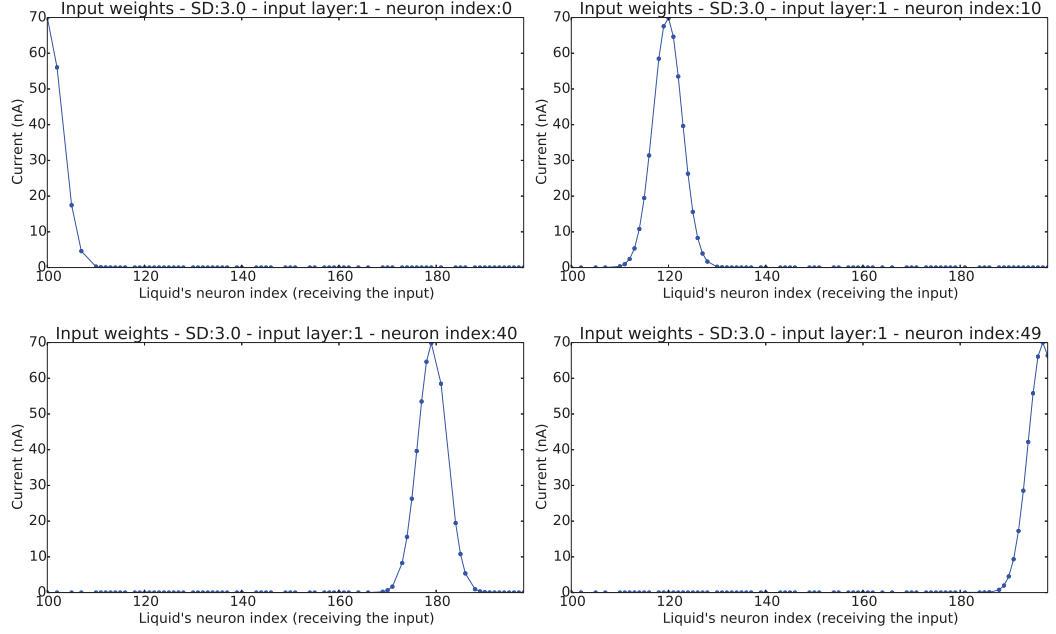 Input weights - SD:3.0 - input layer:1 - neuron index:0
70
60
50
40
30
20
10
0
Current (nA)
100 120 140 160 180
Liquid's neuron index (receiving the input)
Input weights - SD:3.0 - input layer:1 - neuron index:10
70
60
50
40
30
20
10
0
Current (nA)
100 120 140 160 180
Liquid's neuron index (receiving the input)
Input weights - SD:3.0 - input layer:1 - neuron index:40
70
60
50
40
30
20
10
0
Current (nA)
100 120 140 160 180
Liquid's neuron index (receiving the input)
Input weights - SD:3.0 - input layer:1 - neuron index:49
70
60
50
40
30
20
10
0
Current (nA)
100 120 140 160 180
Liquid's neuron index (receiving the input)